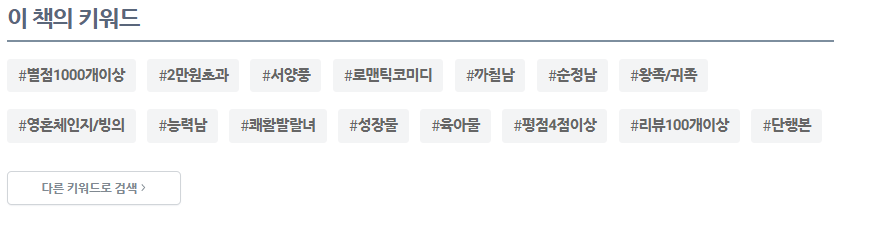 이 책의 키워드
#별점1000개이상 #2만원초과 #서양풍 #로맨틱코미디 #까칠남 #순정남 #왕족/귀족
#영혼체인지/빙의 #능력남 #쾌활발랄녀 #성장물 #육아물 #평점4점이상 #리뷰100개이상 #단행본
다른 키워드로 검색 >